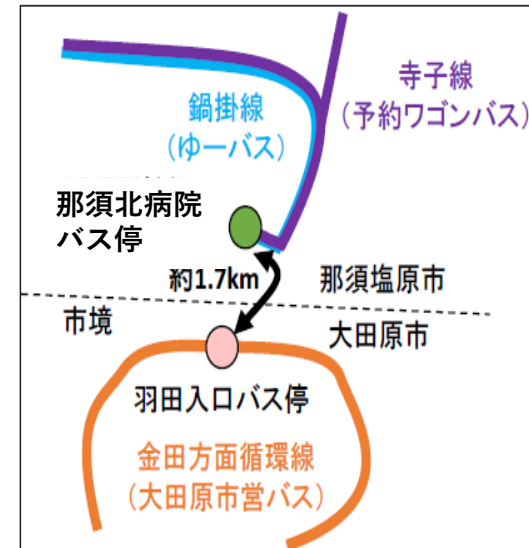 寺子線
（予約ワゴンバス）
鍋掛線
（ゆーバス）
那須北病院
バス停
約1.7km
那須塩原市
市境
大田原市
羽田入口バス停
金田方面循環線
（大田原市営バス）